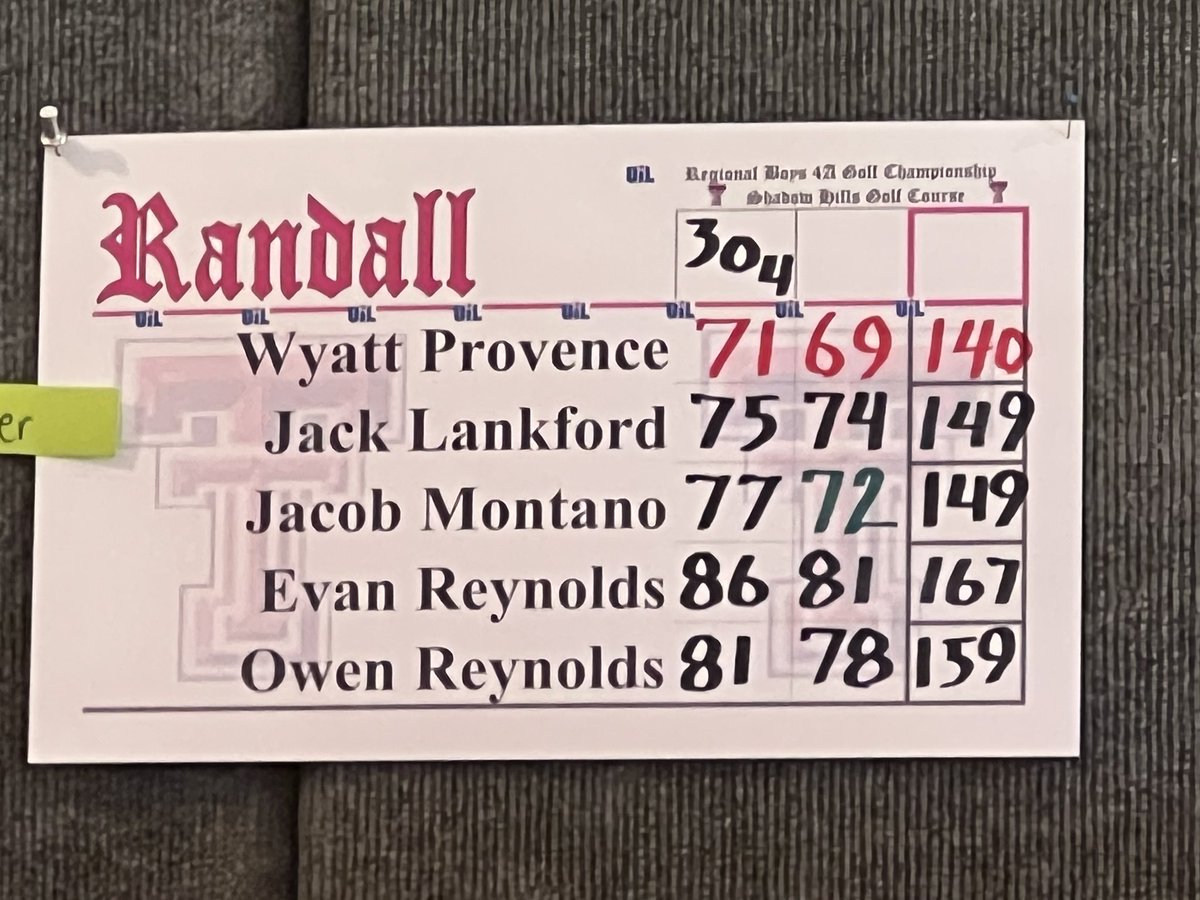 UiL Regional Boys 4A Golf Championship
Shadow Hills Golf Course
Randall
304
UiL UiL UiL UiL UiL UiL UiL UiL
Wyatt Provence 71 69 140
Jack Lankford 75 74 149
er
Jacob Montano 77 72 149
Evan Reynolds 86 81 167
Owen Reynolds 81 78 159